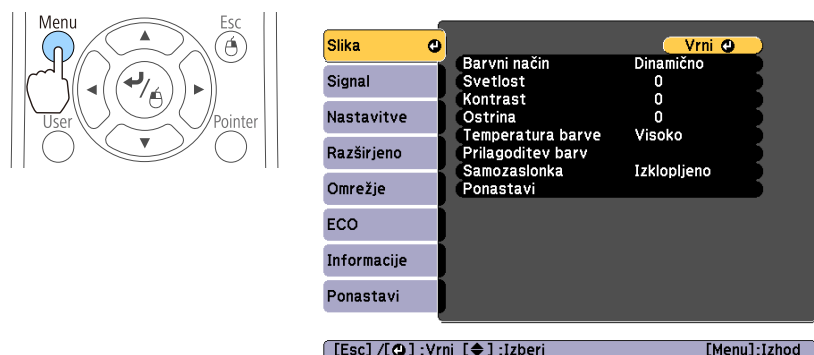 Menu
Esc
User
Pointer
Slika
Signal
Nastavitve
Razširjeno
Omrežje
ECO
Informacije
Ponastavi
Vrni
Barvni način Dinamično
Svetlost 0
Kontrast 0
Ostrina 0
Temperatura barve Visoko
Prilagoditev barv
Samozaslonka Izklopljeno
Ponastavi
[Esc] /[⏎] :Vrni [◆] :Izberi [Menu]:Izhod